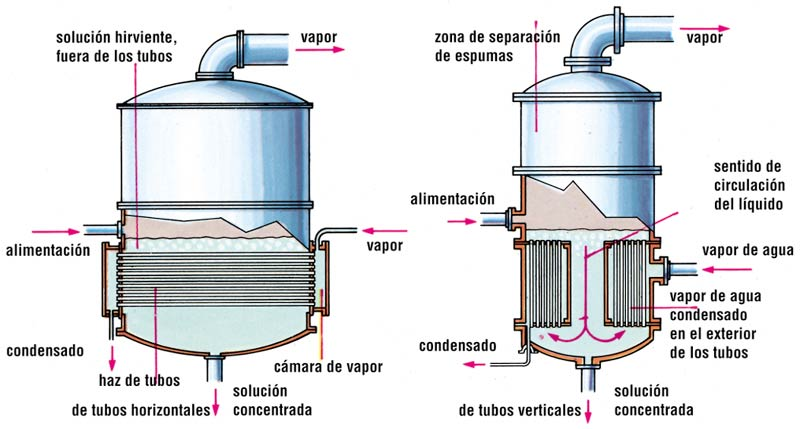 solución hirviente,
fuera de los tubos
vapor
alimentación
vapor
condensado
haz de tubos
cámara de vapor
de tubos horizontales
solución
concentrada
zona de separación
de espumas
vapor
sentido de
circulación
del líquido
alimentación
vapor de agua
vapor de agua
condensado
en el exterior
de los tubos
condensado
de tubos verticales
solución
concentrada